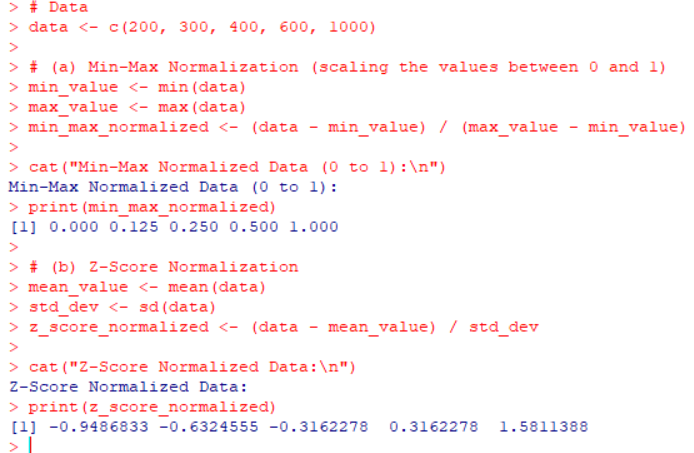 > # Data
> data <- c(200, 300, 400, 600, 1000)
>
> # (a) Min-Max Normalization (scaling the values between 0 and 1)
> min_value <- min(data)
> max_value <- max(data)
> min_max_normalized <- (data - min_value) / (max_value - min_value)
>
> cat("Min-Max Normalized Data (0 to 1):\n")
Min-Max Normalized Data (0 to 1):
> print(min_max_normalized)
[1] 0.000 0.125 0.250 0.500 1.000
>
> # (b) Z-Score Normalization
> mean_value <- mean(data)
> std_dev <- sd(data)
> z_score_normalized <- (data - mean_value) / std_dev
>
> cat("Z-Score Normalized Data:\n")
Z-Score Normalized Data:
> print(z_score_normalized)
[1] -0.9486833 -0.6324555 -0.3162278  0.3162278  1.5811388
>